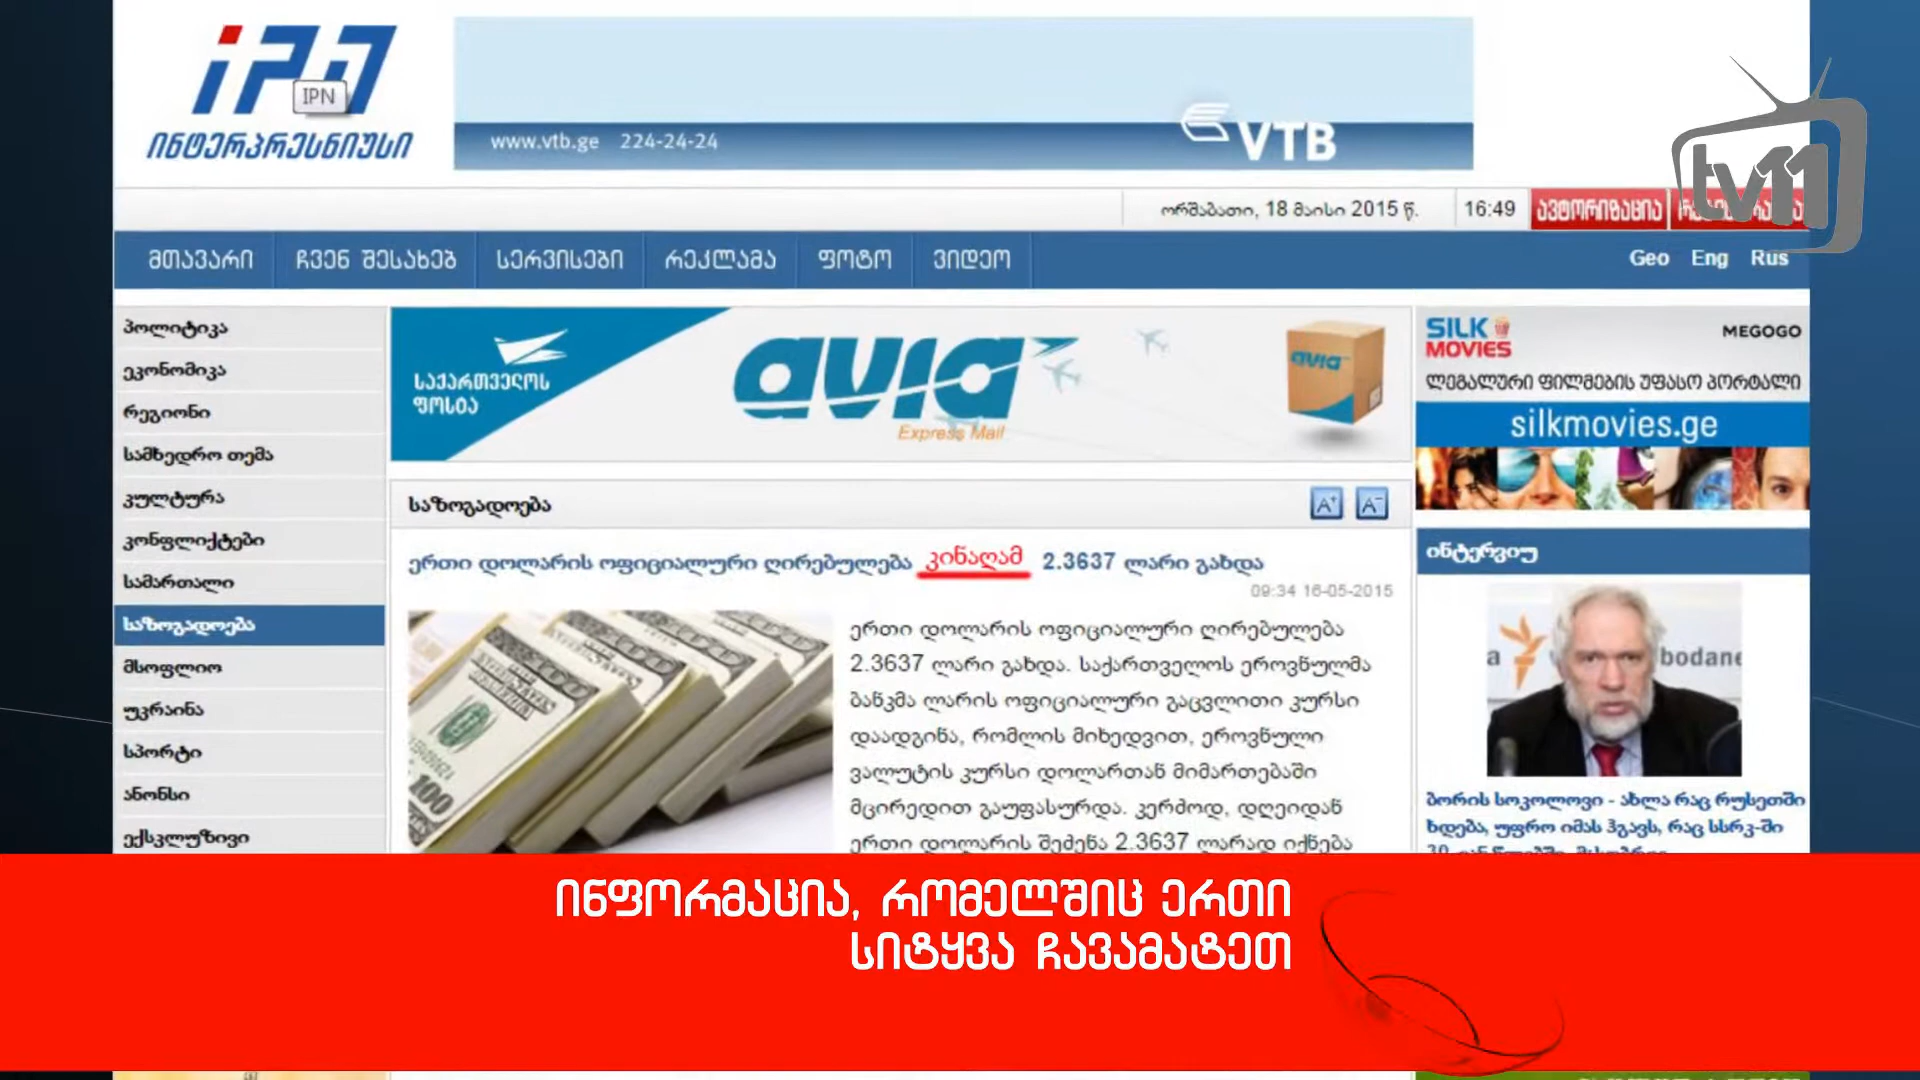 IPN
ინტერპრესნიუსი
www.vtb.ge 224-24-24
VTB
tv11
ორშაბათი, 18 მაისი 2015 წ.
16:49
ავტორიზაცია
მთავარი
ჩვენ შესახებ
სერვისები
რეკლამა
ფოტო
ვიდეო
Geo Eng Rus
პოლიტიკა
ეკონომიკა
რეგიონი
სამხედრო თემა
კულტურა
კონფლიქტები
სამართალი
საზოგადოება
მსოფლიო
უკრაინა
სპორტი
ანონსი
ექსკლუზივი
საქართველოს
ფოსტა
avia
Express Mail
avia
SILK
MOVIES
MEGOGO
ლეგალური ფილმების უფასო პორტალი
silkmovies.ge
საზოგადოება
A+ A-
ერთი დოლარის ოფიციალური ღირებულება კინაღამ 2.3637 ლარი გახდა
09:34 16-05-2015
100
ერთი დოლარის ოფიციალური ღირებულება
2.3637 ლარი გახდა. საქართველოს ეროვნულმა
ბანკმა ლარის ოფიციალური გაცვლითი კურსი
დაადგინა, რომლის მიხედვით, ეროვნული
ვალუტის კურსი დოლართან მიმართებაში
მცირედით გაუფასურდა. კერძოდ, დღეიდან
ერთი დოლარის შეძენა 2.3637 ლარად იქნება
ინტერვიუ
bodane
ბორის სოკოლოვი - ახლა რაც რუსეთში
ხდება, უფრო იმას ჰგავს, რაც სსრკ-ში
ინფორმაცია, რომელშიც ერთი
სიტყვა ჩავამატეთ